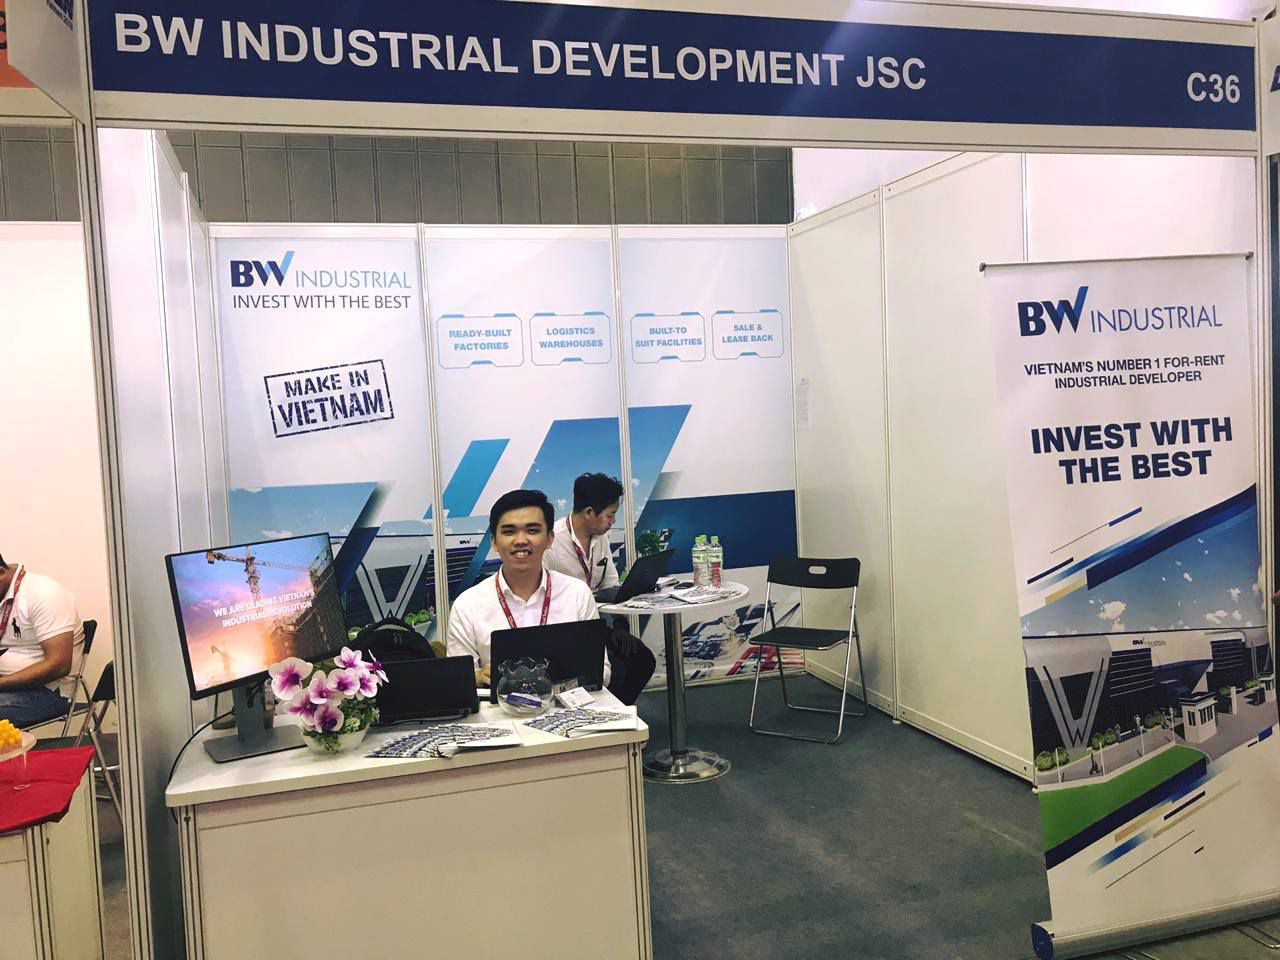 BW INDUSTRIAL DEVELOPMENT JSC
C36
BW INDUSTRIAL
INVEST WITH THE BEST
MAKE IN
VIETNAM
READY-BUILT
FACTORIES
LOGISTICS
WAREHOUSES
BUILT-TO
SUIT FACILITIES
SALE &
LEASE BACK
BW INDUSTRIAL
VIETNAM'S NUMBER 1 FOR-RENT
INDUSTRIAL DEVELOPER
INVEST WITH
THE BEST
WE ARE LEADING VIETNAM'S
INDUSTRIAL REVOLUTION